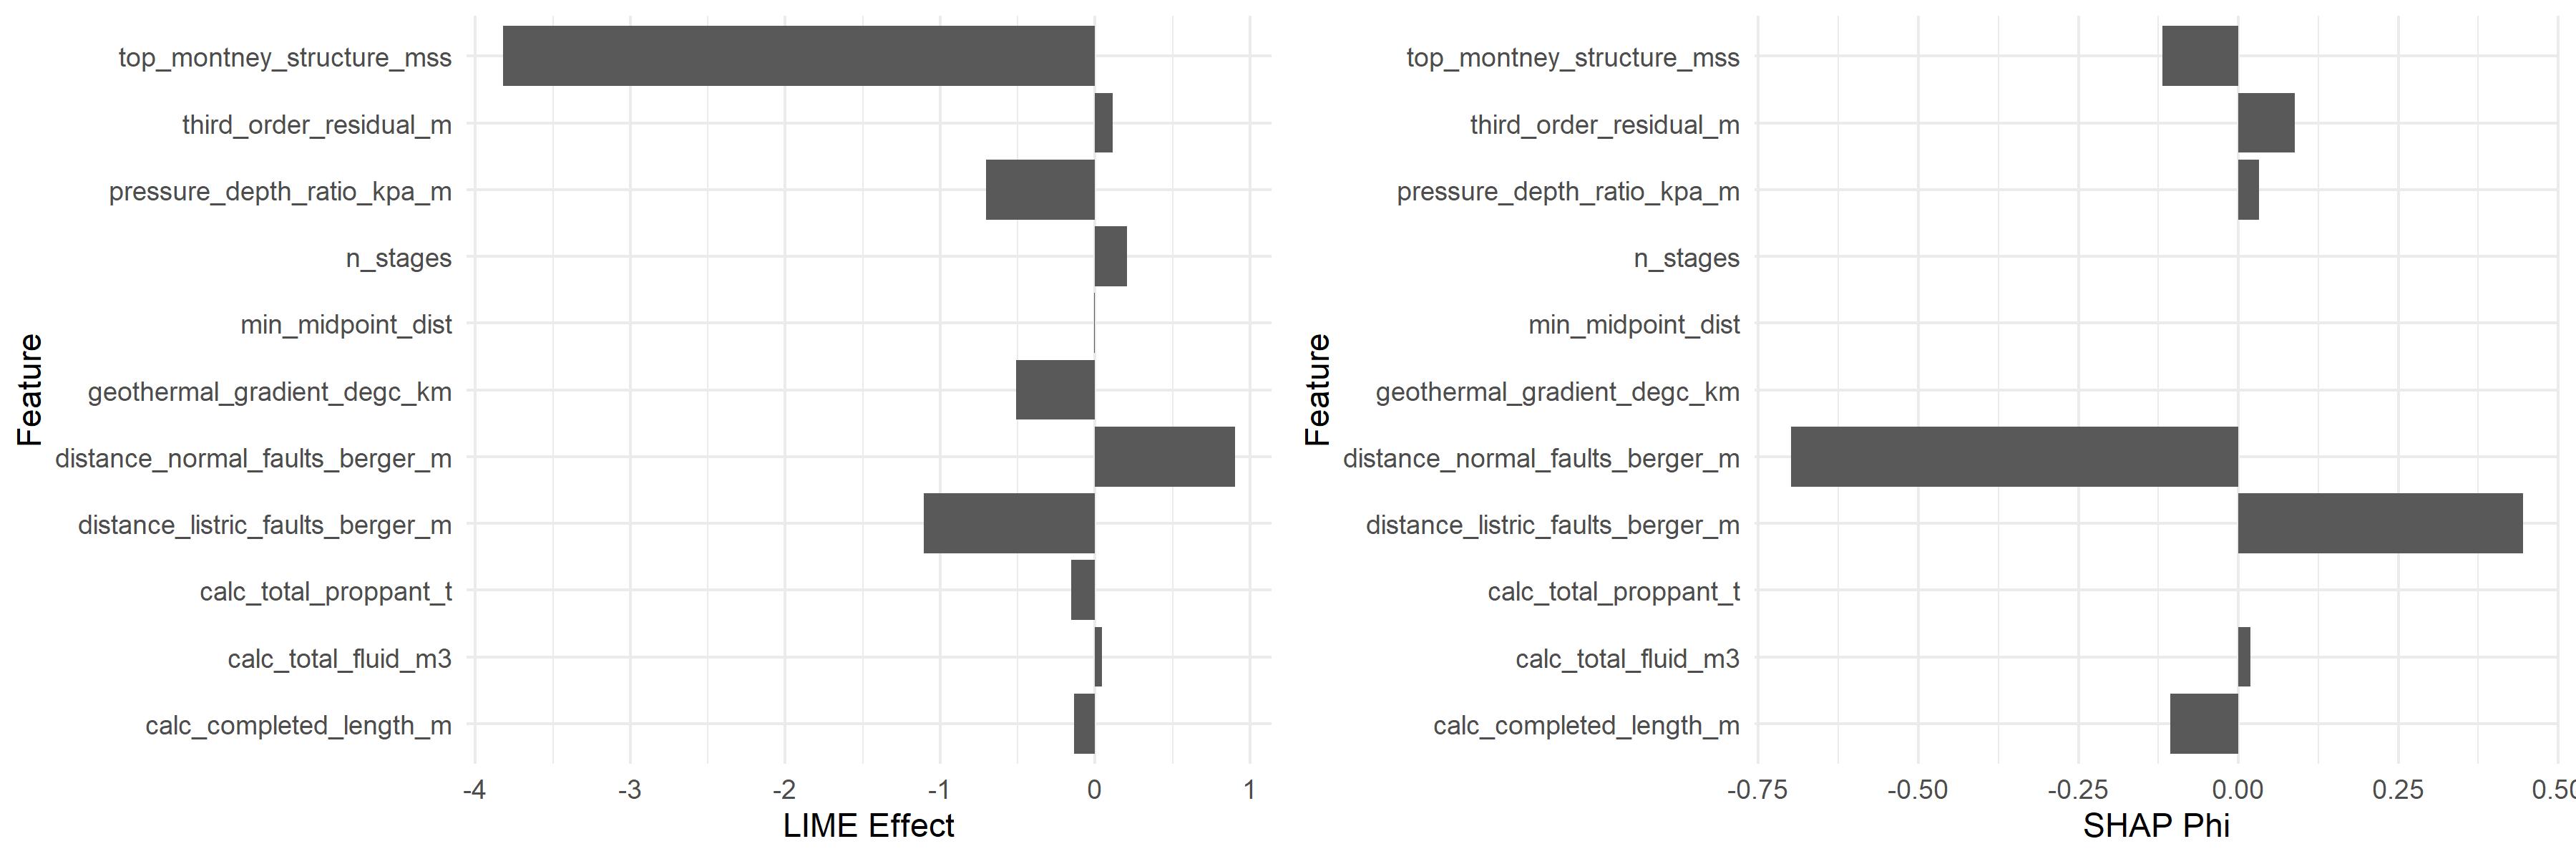 Feature
top_montney_structure_mss
third_order_residual_m
pressure_depth_ratio_kpa_m
n_stages
min_midpoint_dist
geothermal_gradient_degc_km
distance_normal_faults_berger_m
distance_listric_faults_berger_m
calc_total_proppant_t
calc_total_fluid_m3
calc_completed_length_m
-4 -3 -2 -1 0 1
LIME Effect
Feature
top_montney_structure_mss
third_order_residual_m
pressure_depth_ratio_kpa_m
n_stages
min_midpoint_dist
geothermal_gradient_degc_km
distance_normal_faults_berger_m
distance_listric_faults_berger_m
calc_total_proppant_t
calc_total_fluid_m3
calc_completed_length_m
-0.75 -0.50 -0.25 0.00 0.25 0.50
SHAP Phi